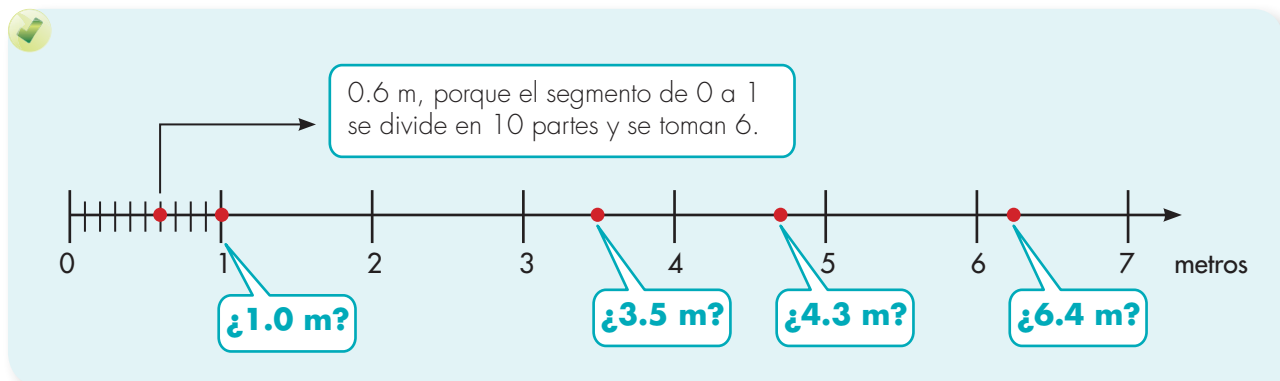 0.6 m, porque el segmento de 0 a 1
se divide en 10 partes y se toman 6.
0 1 2 3 4 5 6 7 metros
¿1.0 m? ¿3.5 m? ¿4.3 m? ¿6.4 m?